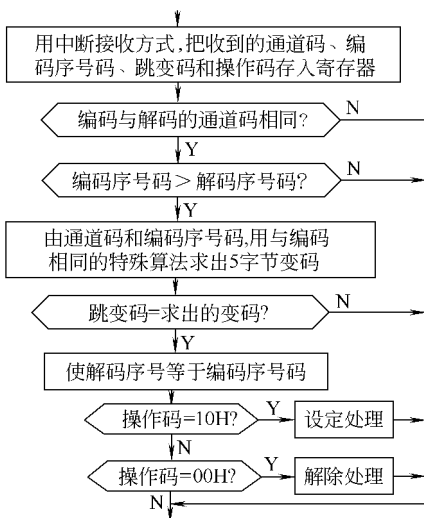 用中断接收方式,把收到的通道码、编
码序号码、跳变码和操作码存入寄存器
编码与解码的通道码相同?
N
Y
编码序号码＞解码序号码?
N
Y
由通道码和编码序号码,用与编码
相同的特殊算法求出5字节变码
跳变码=求出的变码?
N
Y
使解码序号等于编码序号码
操作码=10H?
Y
设定处理
N
操作码=00H?
Y
解除处理
N